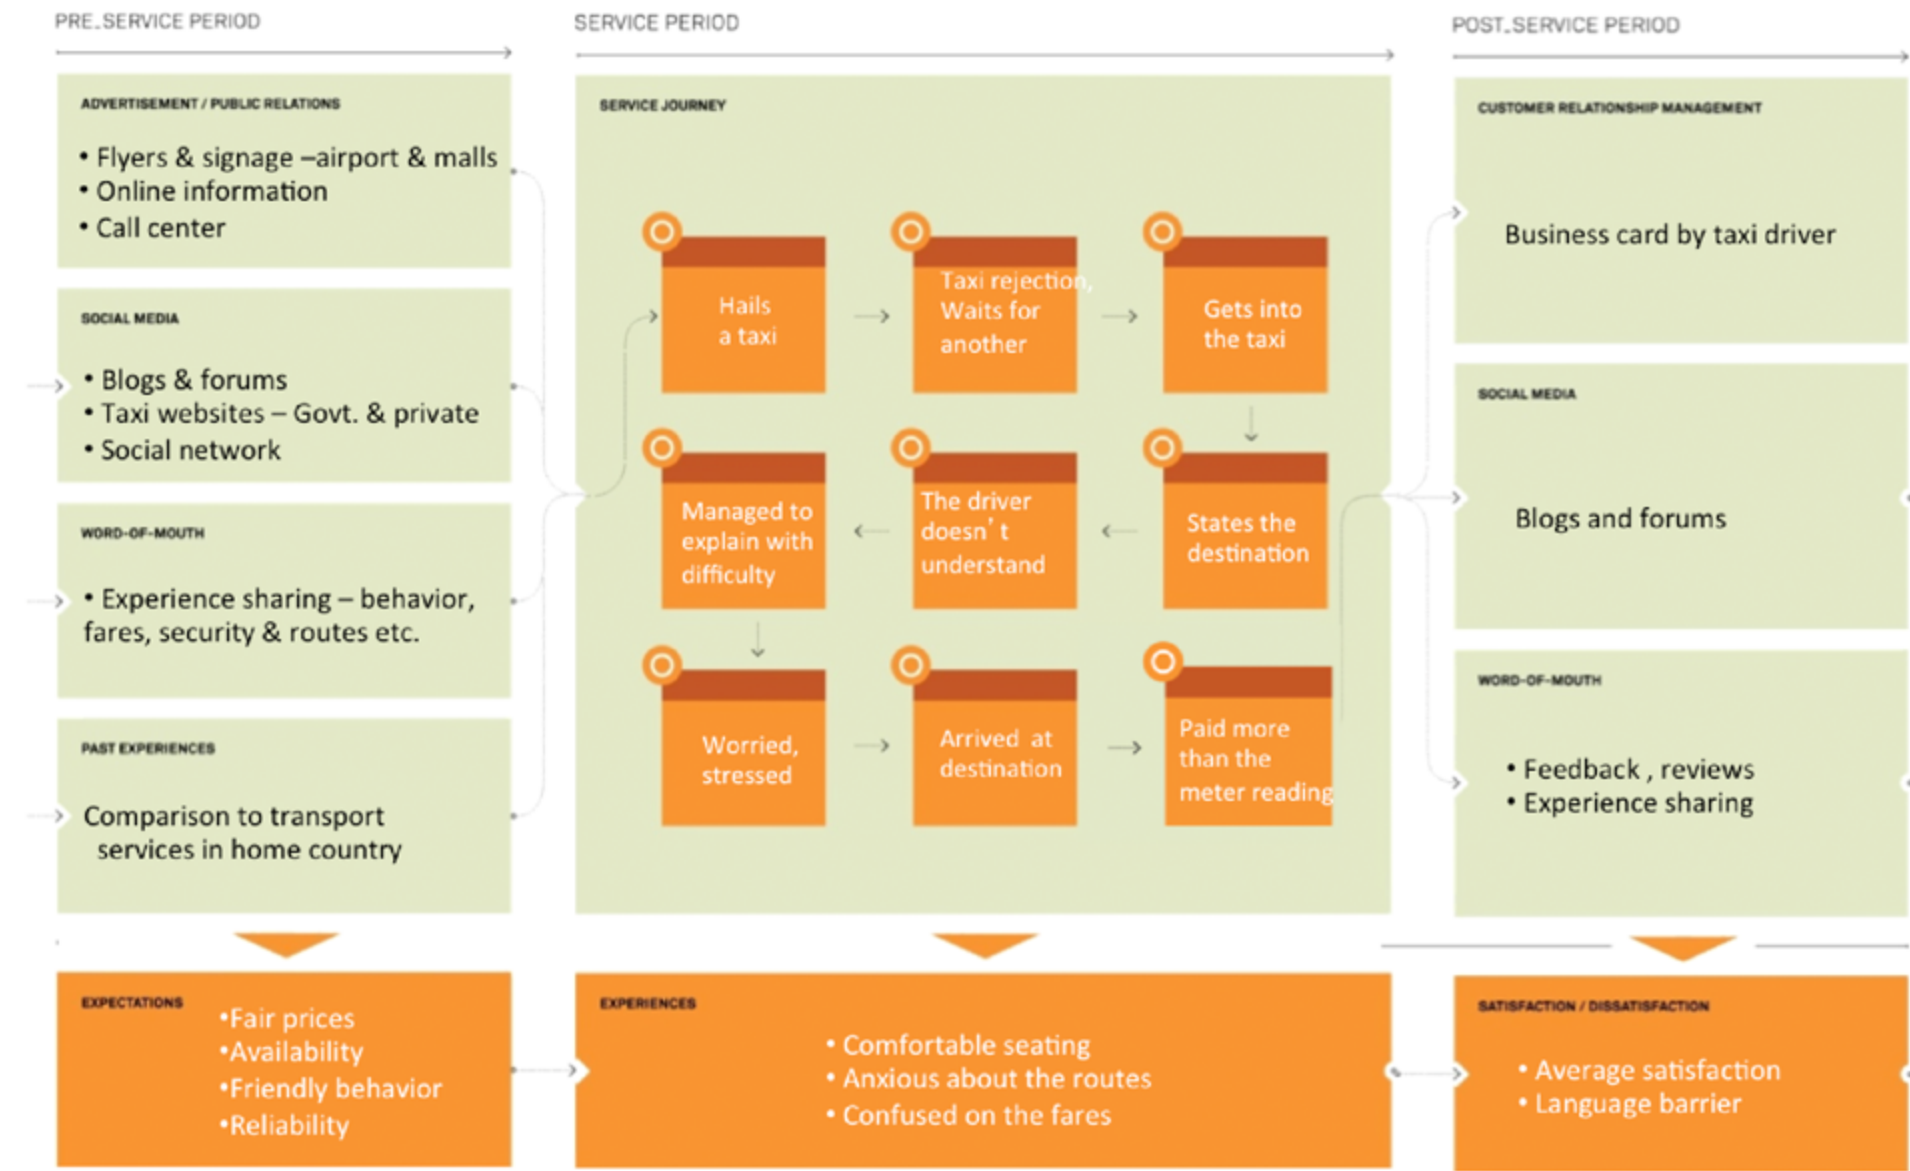 PRE_SERVICE PERIOD
ADVERTISEMENT / PUBLIC RELATIONS
• Flyers & signage –airport & malls
• Online information
• Call center
SOCIAL MEDIA
• Blogs & forums
• Taxi websites – Govt. & private
• Social network
WORD-OF-MOUTH
• Experience sharing – behavior,
fares, security & routes etc.
PAST EXPERIENCES
Comparison to transport
services in home country
EXPECTATIONS
•Fair prices
•Availability
•Friendly behavior
•Reliability
SERVICE PERIOD
SERVICE JOURNEY
Hails
a taxi
Taxi rejection,
Waits for
another
Gets into
the taxi
States the
destination
The driver
doesn’ t
understand
Managed to
explain with
difficulty
Worried,
stressed
Arrived at
destination
Paid more
than the
meter reading
EXPERIENCES
• Comfortable seating
• Anxious about the routes
• Confused on the fares
POST_SERVICE PERIOD
CUSTOMER RELATIONSHIP MANAGEMENT
Business card by taxi driver
SOCIAL MEDIA
Blogs and forums
WORD-OF-MOUTH
• Feedback , reviews
• Experience sharing
SATISFACTION / DISSATISFACTION
• Average satisfaction
• Language barrier